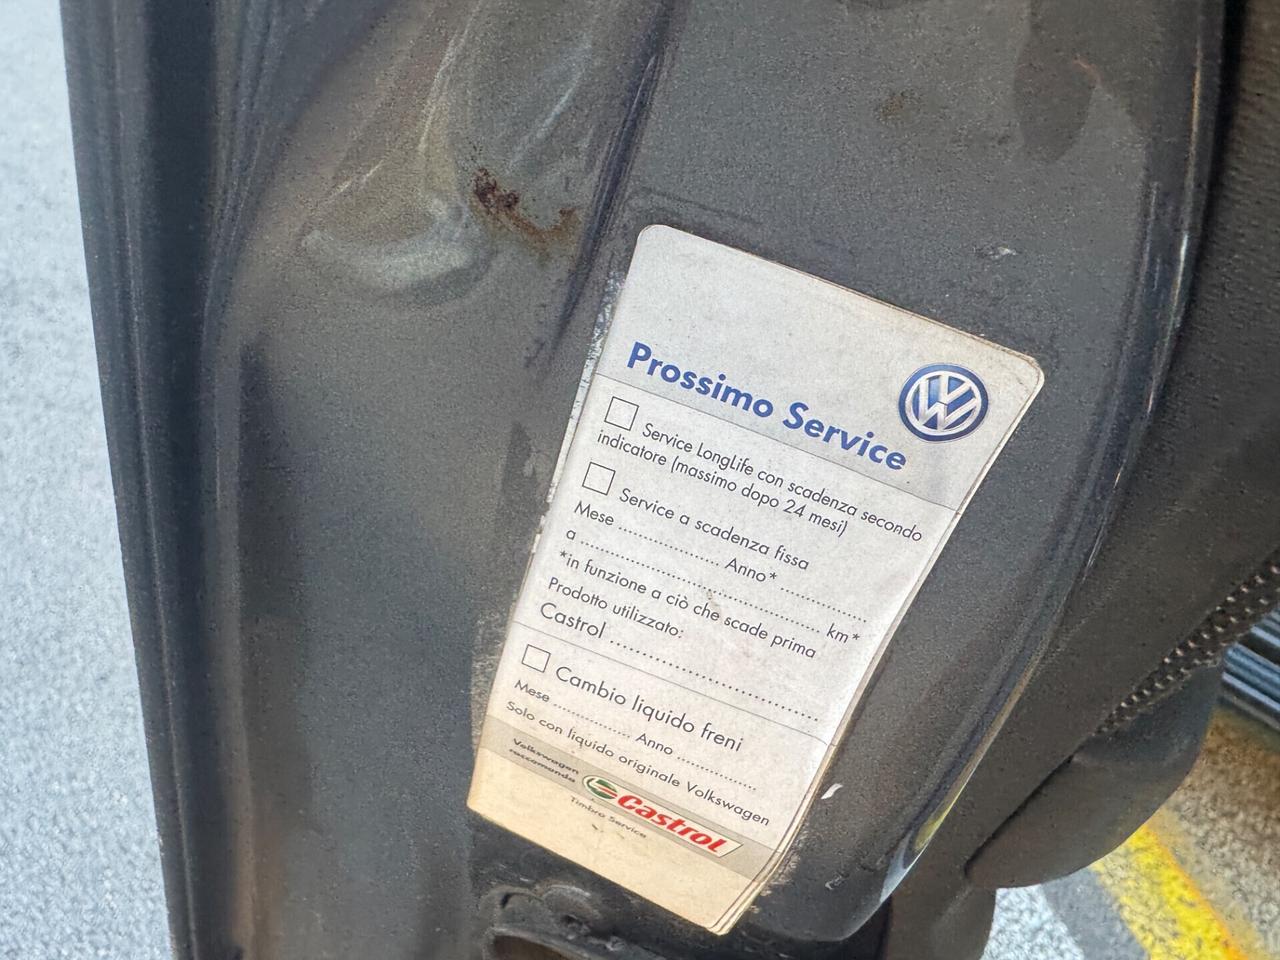 Prossimo Service
Service LongLife con scadenza secondo
indicatore (massimo dopo 24 mesi)
Service a scadenza fissa
Mese .................... Anno* ..................
a .................................................. km*
*in funzione a ciò che scade prima
Prodotto utilizzato:
Castrol ............................................
Cambio liquido freni
Mese ............... Anno ................
Solo con liquido originale Volkswagen
Volkswagen
raccomanda
Castrol
Timbro Service